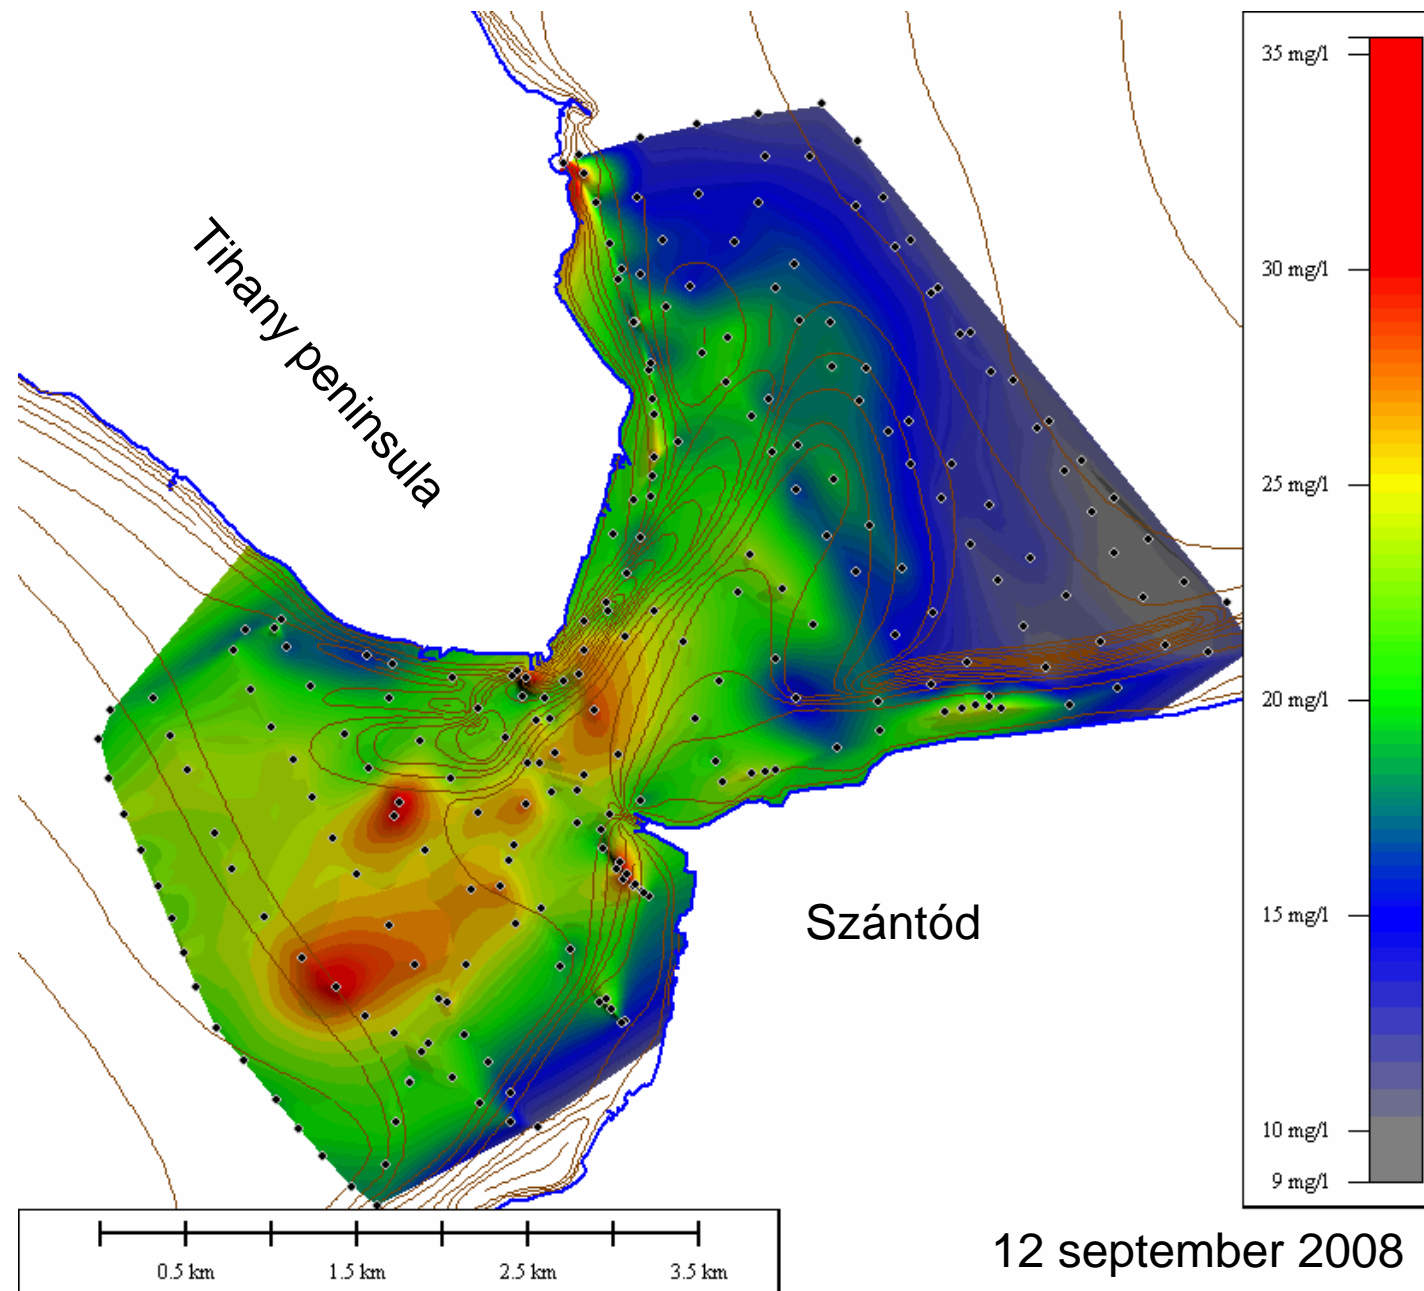 35 mg/l
30 mg/l
25 mg/l
20 mg/l
15 mg/l
10 mg/l
9 mg/l
Tihany peninsula
Szántód
0.5 km 1.5 km 2.5 km 3.5 km
12 september 2008